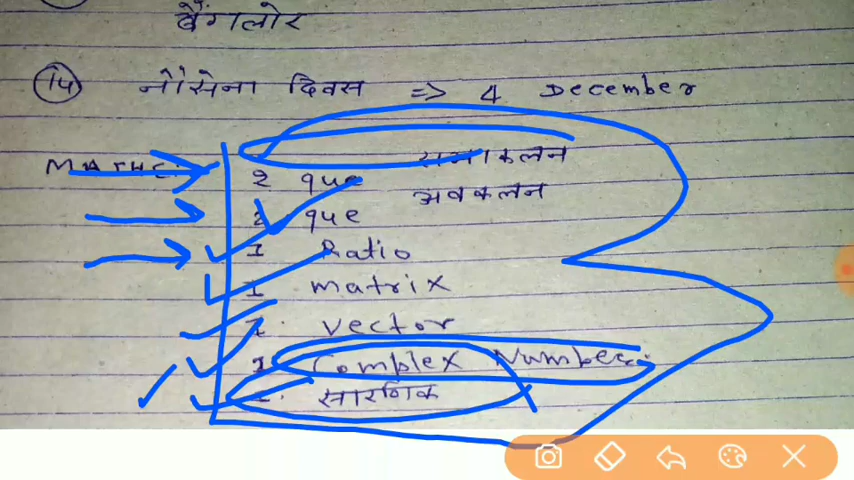 बैंगलोर
14 नौसेना दिवस => 4 December
MATHS:
2 que समाकलन
2 que अवकलन
1 Ratio
1 matrix
1 vector
1 Complex Number
1 सारणिक